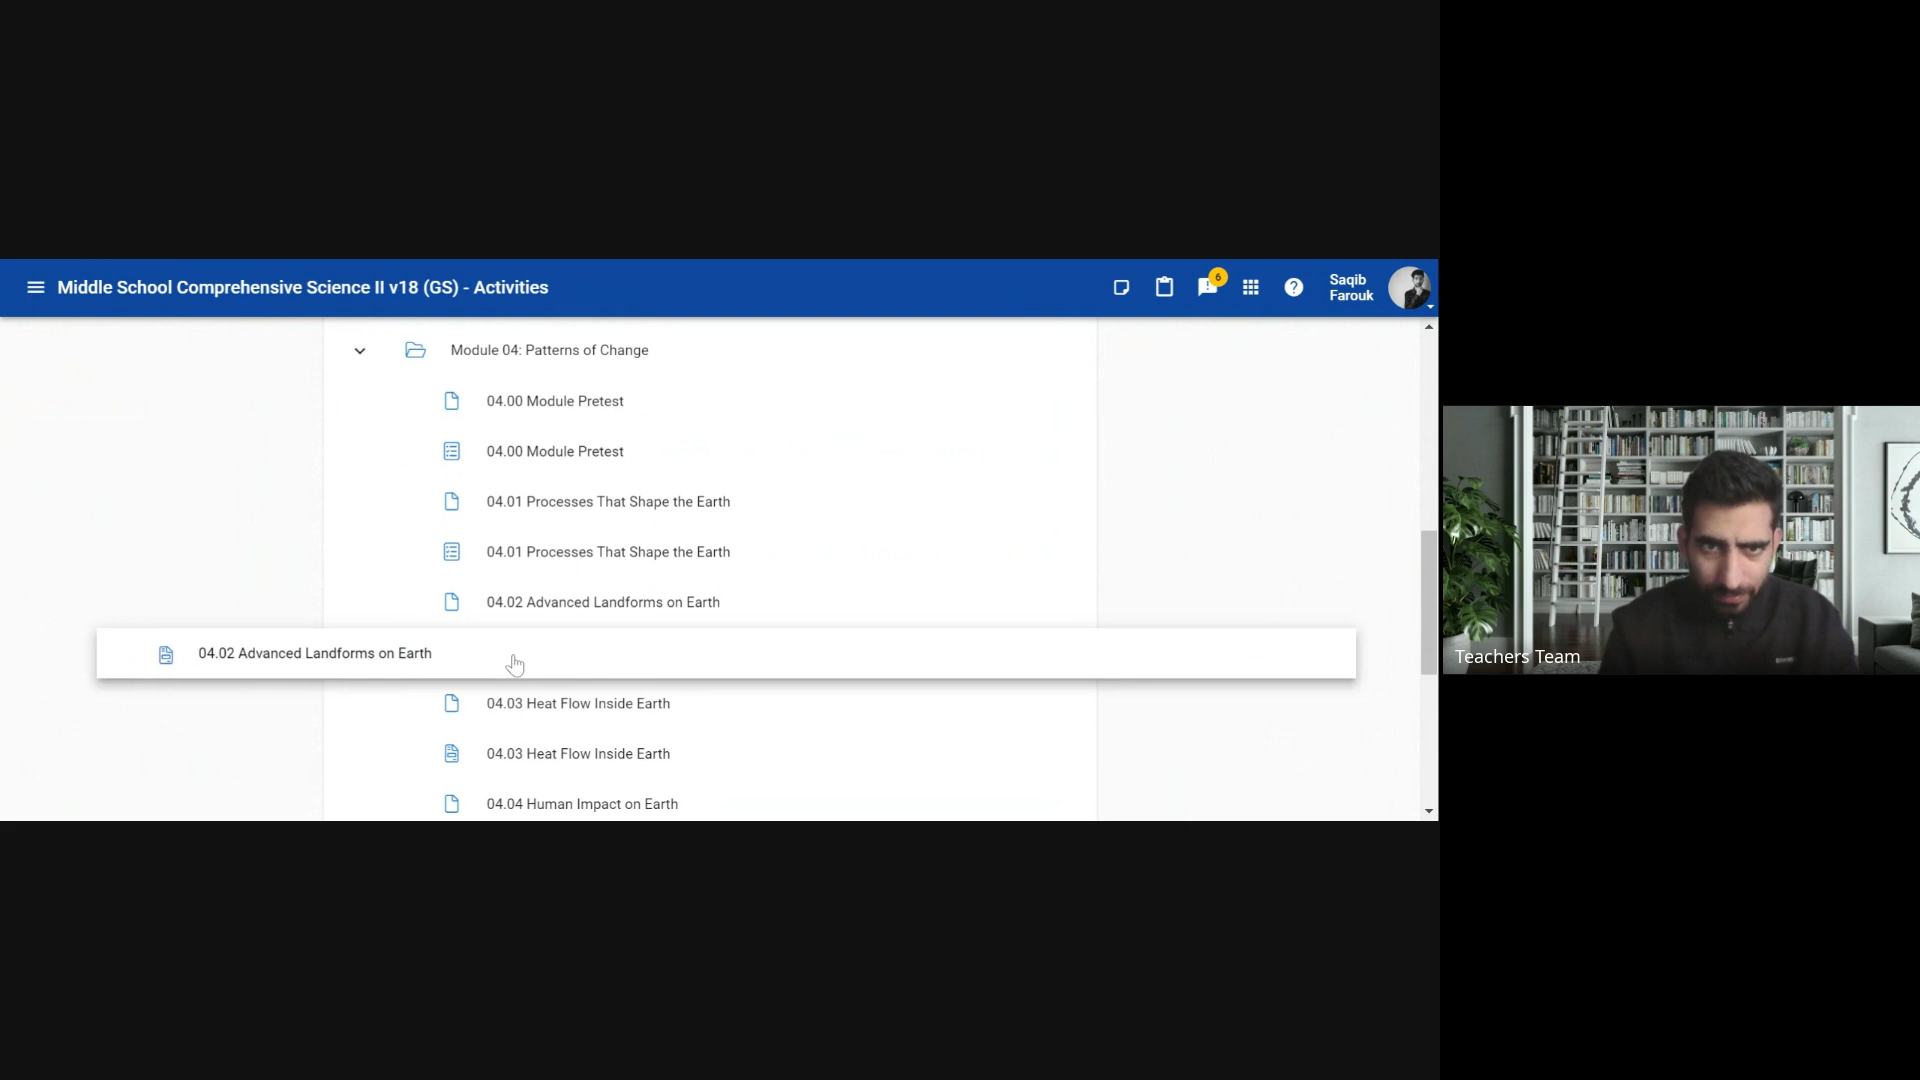 Middle School Comprehensive Science II v18 (GS) - Activities
6
Saqib
Farouk
Module 04: Patterns of Change
04.00 Module Pretest
04.00 Module Pretest
04.01 Processes That Shape the Earth
04.01 Processes That Shape the Earth
04.02 Advanced Landforms on Earth
04.02 Advanced Landforms on Earth
04.03 Heat Flow Inside Earth
04.03 Heat Flow Inside Earth
04.04 Human Impact on Earth
Teachers Team